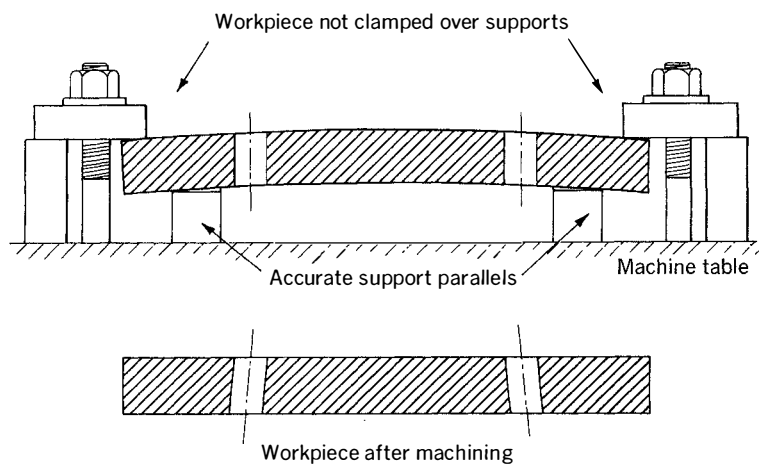 Workpiece not clamped over supports
Accurate support parallels
Machine table
Workpiece after machining